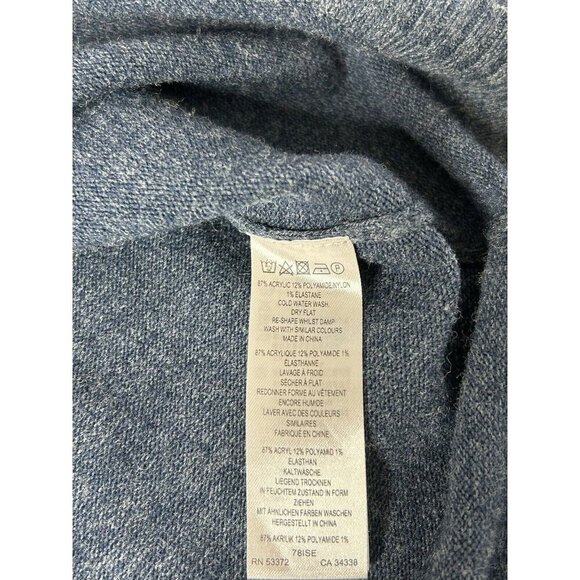 87% ACRYLIC 12% POLYAMIDE/NYLON
1% ELASTANE
COLD WATER WASH
DRY FLAT
RE-SHAPE WHILST DAMP
WASH WITH SIMILAR COLOURS
MADE IN CHINA
87% ACRYLIQUE 12% POLYAMIDE 1%
ÉLASTHANNE
LAVAGE À FROID
SÉCHER À PLAT
REDONNER FORME AU VÊTEMENT
ENCORE HUMIDE
LAVER AVEC DES COULEURS
SIMILAIRES
FABRIQUÉ EN CHINE
87% ACRYL 12% POLYAMID 1%
ELASTHAN
KALTWÄSCHE
LIEGEND TROCKNEN
IN FEUCHTEM ZUSTAND IN FORM
ZIEHEN
MIT ÄHNLICHEN FARBEN WASCHEN
HERGESTELLT IN CHINA
87% AKRİLİK 12% POLYAMID 1%
78ISE
RN 53372 CA 34338